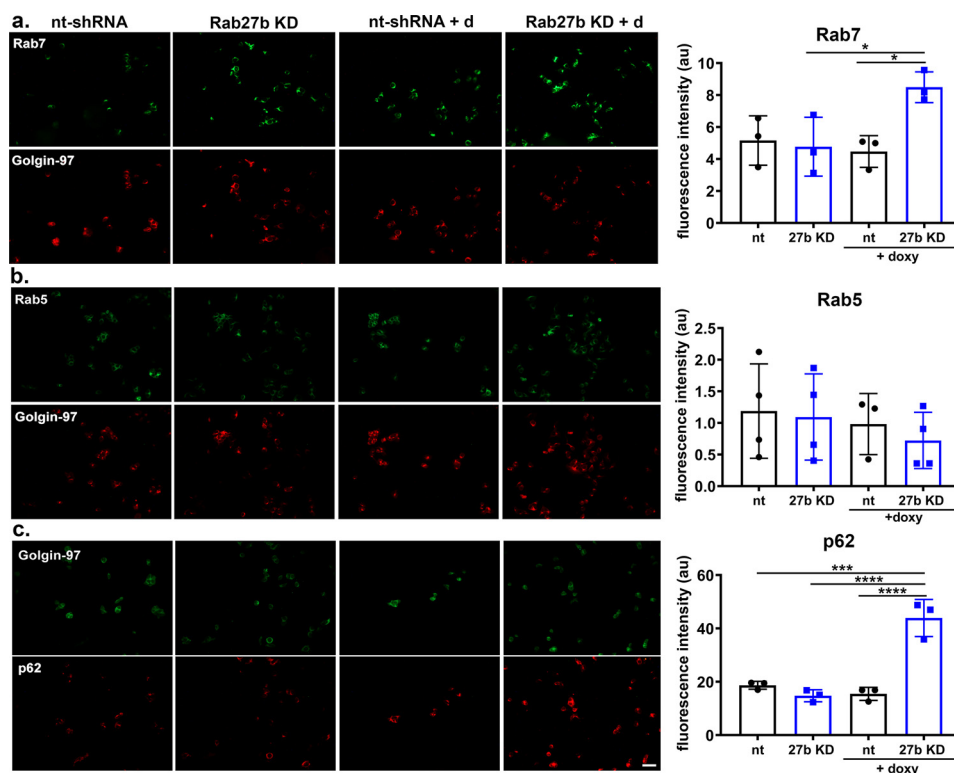 a.
nt-shRNA
Rab27b KD
nt-shRNA + d
Rab27b KD + d
Rab7
Golgin-97
Rab7
fluorescence intensity (au)
10
8
6
4
2
0
*
*
nt
27b KD
nt
27b KD
+ doxy
b.
Rab5
Golgin-97
Rab5
fluorescence intensity (au)
2.5
2.0
1.5
1.0
0.5
0.0
nt
27b KD
nt
27b KD
+doxy
c.
Golgin-97
p62
p62
fluorescence intensity (au)
60
40
20
0
***
****
****
nt
27b KD
nt
27b KD
+ doxy